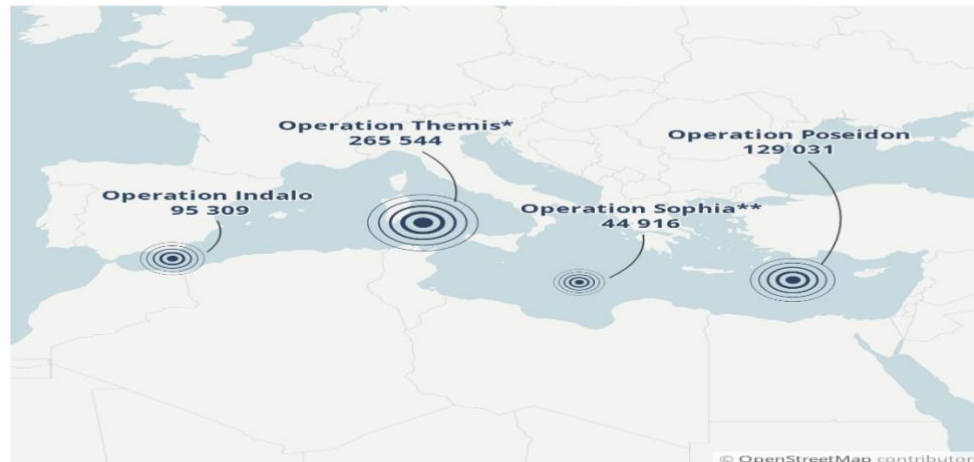 Operation Themis*
265 544
Operation Poseidon
129 031
Operation Indalo
95 309
Operation Sophia**
44 916
© OpenStreetMap contributor